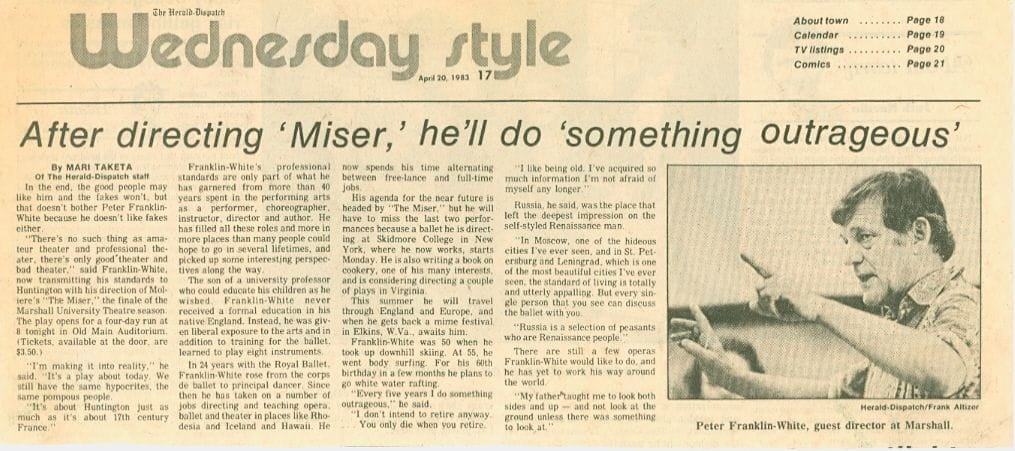 The Herald-Dispatch
Wednesday style
April 20, 1983 17
About town ........ Page 18
Calendar .......... Page 19
TV listings .......... Page 20
Comics ............ Page 21
After directing 'Miser,' he'll do 'something outrageous'
By MARI TAKETA
Of The Herald-Dispatch staff
In the end, the good people may
like him and the fakes won't, but
that doesn't bother Peter Franklin-
White because he doesn't like fakes
either.
"There's no such thing as ama-
teur theater and professional the-
ater, there's only good theater and
bad theater," said Franklin-White,
now transmitting his standards to
Huntington with his direction of Mol-
iere's "The Miser," the finale of the
Marshall University Theatre season.
The play opens for a four-day run at
8 tonight in Old Main Auditorium.
(Tickets, available at the door, are
$3.50.)
"I'm making it into reality," he
said. "It's a play about today. We
still have the same hypocrites, the
same pompous people.
"It's about Huntington just as
much as it's about 17th century
France."
Franklin-White's professional
standards are only part of what he
has garnered from more than 40
years spent in the performing arts
as a performer, choreographer,
instructor, director and author. He
has filled all these roles and more in
more places than many people could
hope to go in several lifetimes, and
picked up some interesting perspec-
tives along the way.
The son of a university professor
who could educate his children as he
wished, Franklin-White never
received a formal education in his
native England. Instead, he was giv-
en liberal exposure to the arts and in
addition to training for the ballet,
learned to play eight instruments.
In 24 years with the Royal Ballet,
Franklin-White rose from the corps
de ballet to principal dancer. Since
then he has taken on a number of
jobs directing and teaching opera,
ballet and theater in places like Rho-
desia and Iceland and Hawaii. He
now spends his time alternating
between free-lance and full-time
jobs.
His agenda for the near future is
headed by "The Miser," but he will
have to miss the last two perfor-
mances because a ballet he is direct-
ing at Skidmore College in New
York, where he now works, starts
Monday. He is also writing a book on
cookery, one of his many interests,
and is considering directing a couple
of plays in Virginia.
This summer he will travel
through England and Europe, and
when he gets back a mime festival
in Elkins, W.Va., awaits him.
Franklin-White was 50 when he
took up downhill skiing. At 55, he
went body surfing. For his 60th
birthday in a few months he plans to
go white water rafting.
"Every five years I do something
outrageous," he said.
"I don't intend to retire anyway.
... You only die when you retire.
"I like being old. I've acquired so
much information I'm not afraid of
myself any longer."
Russia, he said, was the place that
left the deepest impression on the
self-styled Renaissance man.
"In Moscow, one of the hideous
cities I've ever seen, and in St. Pet-
ersburg and Leningrad, which is one
of the most beautiful cities I've ever
seen, the standard of living is totally
and utterly appalling. But every sin-
gle person that you see can discuss
the ballet with you.
"Russia is a selection of peasants
who are Renaissance people."
There are still a few operas
Franklin-White would like to do, and
he has yet to work his way around
the world.
"My father taught me to look both
sides and up — and not look at the
ground unless there was something
to look at."
Herald-Dispatch/Frank Altizer
Peter Franklin-White, guest director at Marshall.